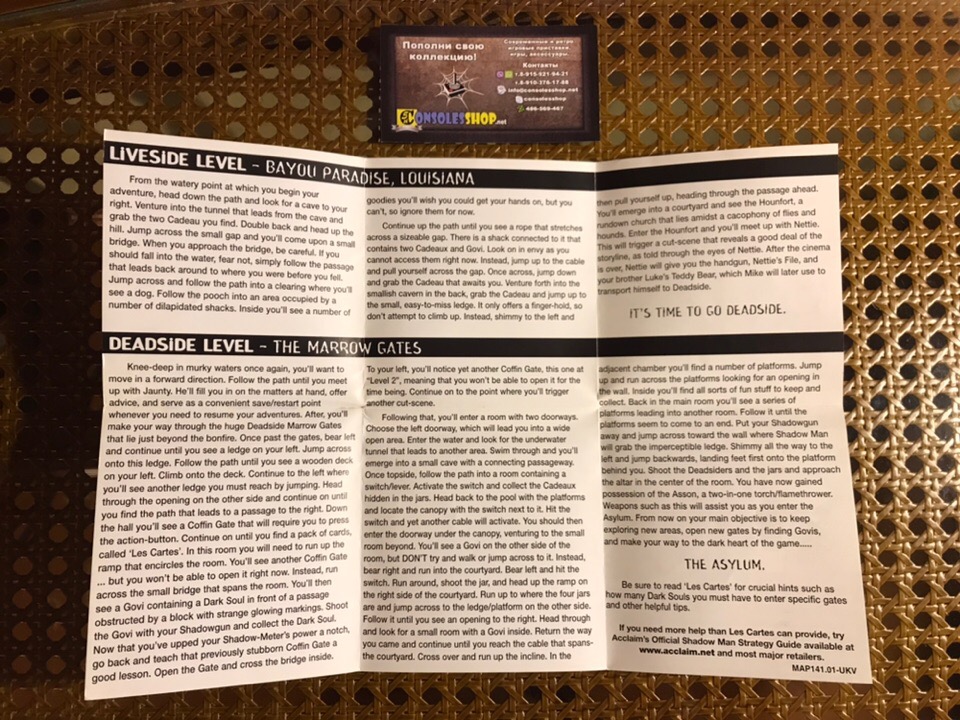 Пополни свою
коллекцию!
Современные и ретро
игровые приставки,
игры, аксессуары.
Контакты
т.8-915-121-94-21
info@consolesshop.net
consolesshop
CONSOLESSHOP.net
LIVESIDE LEVEL – BAYOU PARADISE, LOUISIANA
From the watery point at which you begin your
adventure, head down the path and look for a cave to your
right. Venture into the tunnel that leads from the cave and
grab the two Cadeau you find. Double back and head up the
hill. Jump across the small gap and you'll come upon a small
bridge. When you approach the bridge, be careful. If you
should fall into the water, fear not, simply follow the passage
that leads back around to where you were before you fell.
Jump across and follow the path into a clearing where you'll
see a dog. Follow the pooch into an area occupied by a
number of dilapidated shacks. Inside you'll see a number of
goodies you'll wish you could get your hands on, but you
can't, so ignore them for now.
Continue up the path until you see a rope that stretches
across a sizeable gap. There is a shack connected to it that
contains two Cadeaux and Govi. Look on in envy as you
cannot access them right now. Instead, jump up to the cable
and pull yourself across the gap. Once across, jump down
and grab the Cadeau that awaits you. Venture forth into the
smallish cavern in the back, grab the Cadeau and jump up to
the small, easy-to-miss ledge. It only offers a finger-hold, so
don't attempt to climb up. Instead, shimmy to the left and
then pull yourself up, heading through the passage ahead.
You'll emerge into a courtyard and see the Hounfort, a
rundown church that lies amidst a cacophony of flies and
hounds. Enter the Hounfort and you'll meet up with Nettie.
This will trigger a cut-scene that reveals a good deal of the
storyline, as told through the eyes of Nettie. After the cinema
is over, Nettie will give you the handgun, Nettie's File, and
your brother Luke's Teddy Bear, which Mike will later use to
transport himself to Deadside.
IT'S TIME TO GO DEADSIDE.
DEADSIDE LEVEL – THE MARROW GATES
Knee-deep in murky waters once again, you'll want to
move in a forward direction. Follow the path until you meet
up with Jaunty. He'll fill you in on the matters at hand, offer
advice, and serve as a convenient save/restart point
whenever you need to resume your adventures. After, you'll
make your way through the huge Deadside Marrow Gates
that lie just beyond the bonfire. Once past the gates, bear left
and continue until you see a ledge on your left. Jump across
onto this ledge. Follow the path until you see a wooden deck
on your left. Climb onto the deck. Continue to the left where
you'll see another ledge you must reach by jumping. Head
through the opening on the other side and continue on until
you find the path that leads to a passage to the right. Down
the hall you'll see a Coffin Gate that will require you to press
the action-button. Continue on until you find a pack of cards,
called 'Les Cartes'. In this room you will need to run up the
ramp that encircles the room. You'll see another Coffin Gate
... but you won't be able to open it right now. Instead, run
across the small bridge that spans the room. You'll then
see a Govi containing a Dark Soul in front of a passage
obstructed by a block with strange glowing markings. Shoot
the Govi with your Shadowgun and collect the Dark Soul.
Now that you've upped your Shadow-Meter's power a notch,
go back and teach that previously stubborn Coffin Gate a
good lesson. Open the Gate and cross the bridge inside.
To your left, you'll notice yet another Coffin Gate, this one at
"Level 2", meaning that you won't be able to open it for the
time being. Continue on to the point where you'll trigger
another cut-scene.
Following that, you'll enter a room with two doorways.
Choose the left doorway, which will lead you into a wide
open area. Enter the water and look for the underwater
tunnel that leads to another area. Swim through and you'll
emerge into a small cave with a connecting passageway.
Once topside, follow the path into a room containing a
switch/lever. Activate the switch and collect the Cadeaux
hidden in the jars. Head back to the pool with the platforms
and locate the canopy with the switch next to it. Hit the
switch and yet another cable will activate. You should then
enter the doorway under the canopy, venturing to the small
room beyond. You'll see a Govi on the other side of the
room, but DON'T try and walk or jump across to it. Instead,
bear right and run into the courtyard. Bear left and hit the
switch. Run around, shoot the jar, and head up the ramp on
the right side of the courtyard. Run up to where the four jars
are and jump across to the ledge/platform on the other side.
Follow it until you see an opening to the right. Head through
and look for a small room with a Govi inside. Return the way
you came and continue until you reach the cable that spans-
the courtyard. Cross over and run up the incline. In the
adjacent chamber you'll find a number of platforms. Jump
up and run across the platforms looking for an opening in
the wall. Inside you'll find all sorts of fun stuff to keep and
collect. Back in the main room you'll see a series of
platforms leading into another room. Follow it until the
platforms seem to come to an end. Put your Shadowgun
away and jump across toward the wall where Shadow Man
will grab the imperceptible ledge. Shimmy all the way to the
left and jump backwards, landing feet first onto the platform
behind you. Shoot the Deadsiders and the jars and approach
the altar in the center of the room. You have now gained
possession of the Asson, a two-in-one torch/flamethrower.
Weapons such as this will assist you as you enter the
Asylum. From now on your main objective is to keep
exploring new areas, open new gates by finding Govis,
and make your way to the dark heart of the game.....
THE ASYLUM.
Be sure to read 'Les Cartes' for crucial hints such as
how many Dark Souls you must have to enter specific gates
and other helpful tips.
If you need more help than Les Cartes can provide, try
Acclaim's Official Shadow Man Strategy Guide available at
www.acclaim.net and most major retailers.
MAP141.01-UKV